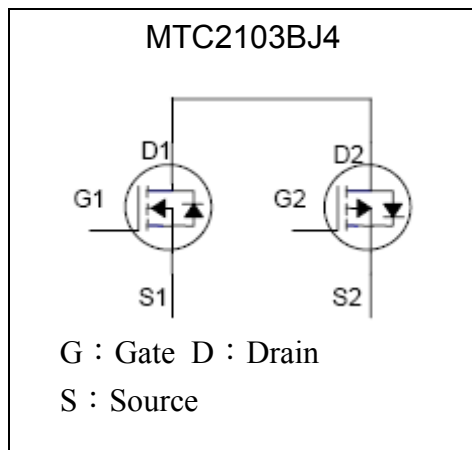 MTC2103BJ4
D1 D2
G1 G2
S1 S2
G：Gate D：Drain
S：Source